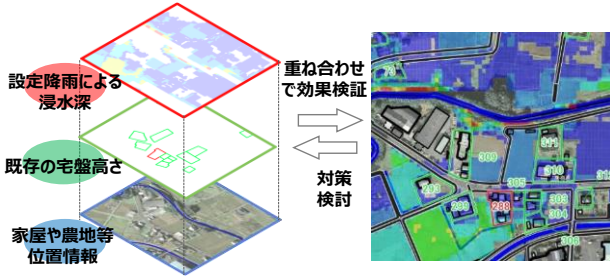 設定降雨による
浸水深
既存の宅盤高さ
家屋や農地等
位置情報
重ね合わせ
で効果検証
対策
検討
311
309
310
293
305
299
288
303
304
306